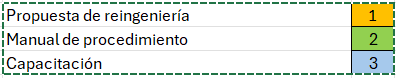 Propuesta de reingeniería 1
Manual de procedimiento 2
Capacitación 3